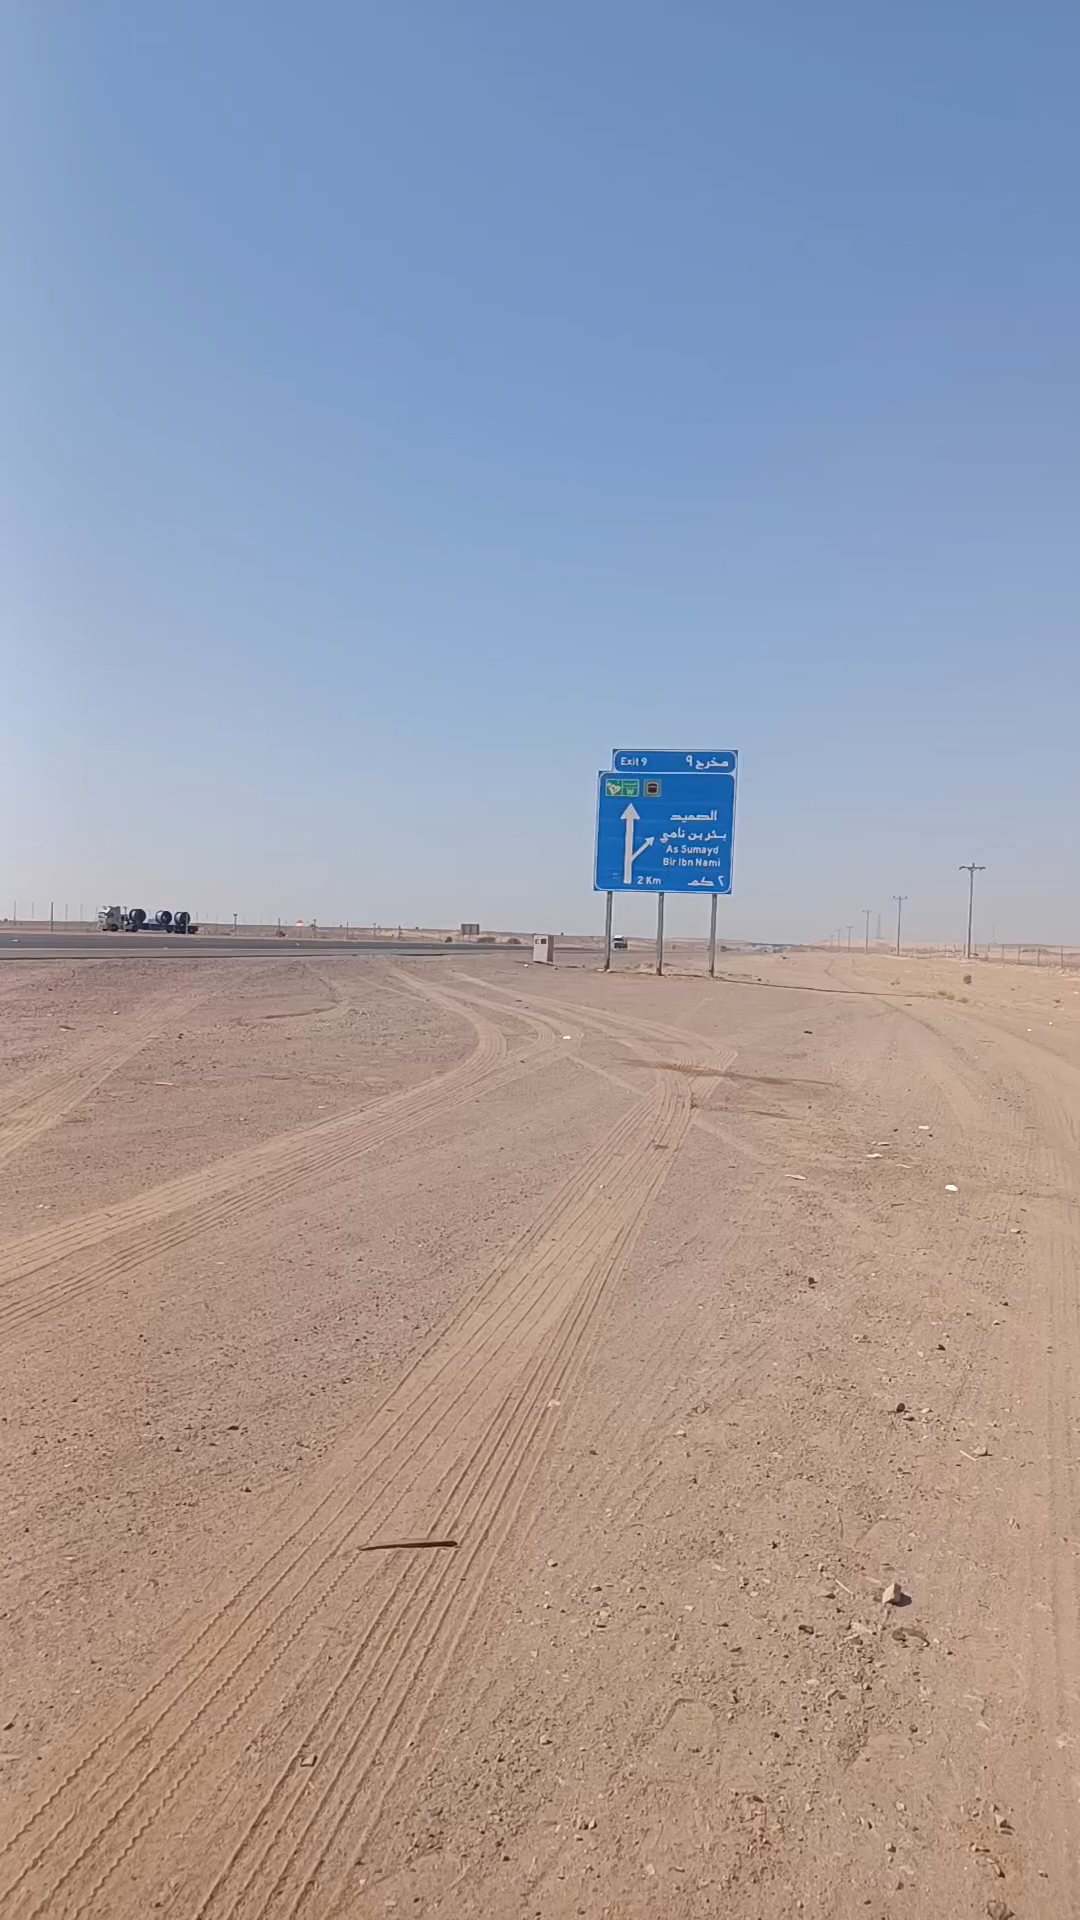 Exit 9 مخرج ٩
الصميد
بئر بن نامي
As Sumayd
Bir Ibn Nami
2 Km ٢ كم